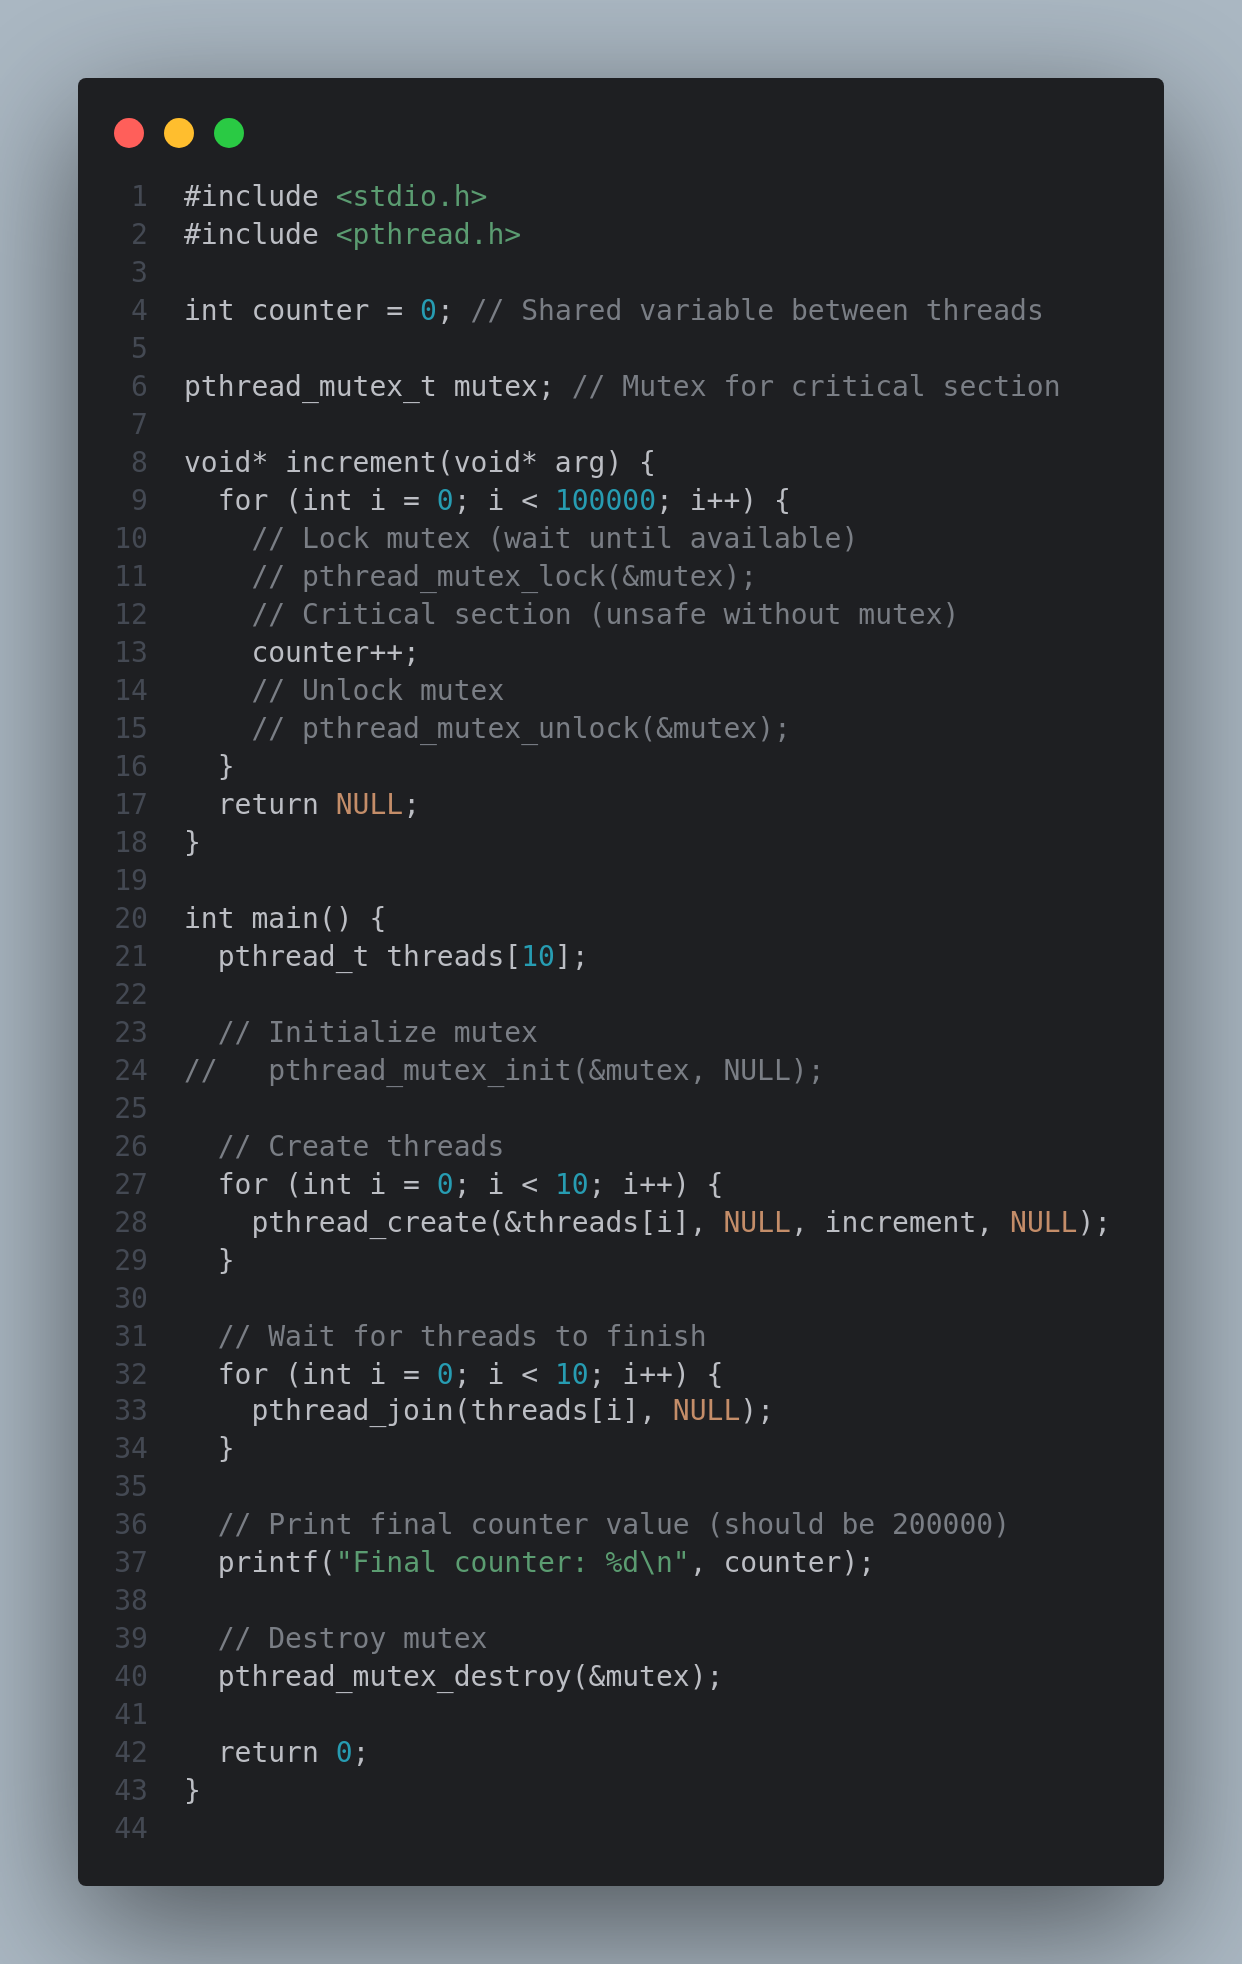 1 #include <stdio.h>
2 #include <pthread.h>
3
4 int counter = 0; // Shared variable between threads
5
6 pthread_mutex_t mutex; // Mutex for critical section
7
8 void* increment(void* arg) {
9   for (int i = 0; i < 100000; i++) {
10     // Lock mutex (wait until available)
11     // pthread_mutex_lock(&mutex);
12     // Critical section (unsafe without mutex)
13     counter++;
14     // Unlock mutex
15     // pthread_mutex_unlock(&mutex);
16   }
17   return NULL;
18 }
19
20 int main() {
21   pthread_t threads[10];
22
23   // Initialize mutex
24 //   pthread_mutex_init(&mutex, NULL);
25
26   // Create threads
27   for (int i = 0; i < 10; i++) {
28     pthread_create(&threads[i], NULL, increment, NULL);
29   }
30
31   // Wait for threads to finish
32   for (int i = 0; i < 10; i++) {
33     pthread_join(threads[i], NULL);
34   }
35
36   // Print final counter value (should be 200000)
37   printf("Final counter: %d\n", counter);
38
39   // Destroy mutex
40   pthread_mutex_destroy(&mutex);
41
42   return 0;
43 }
44